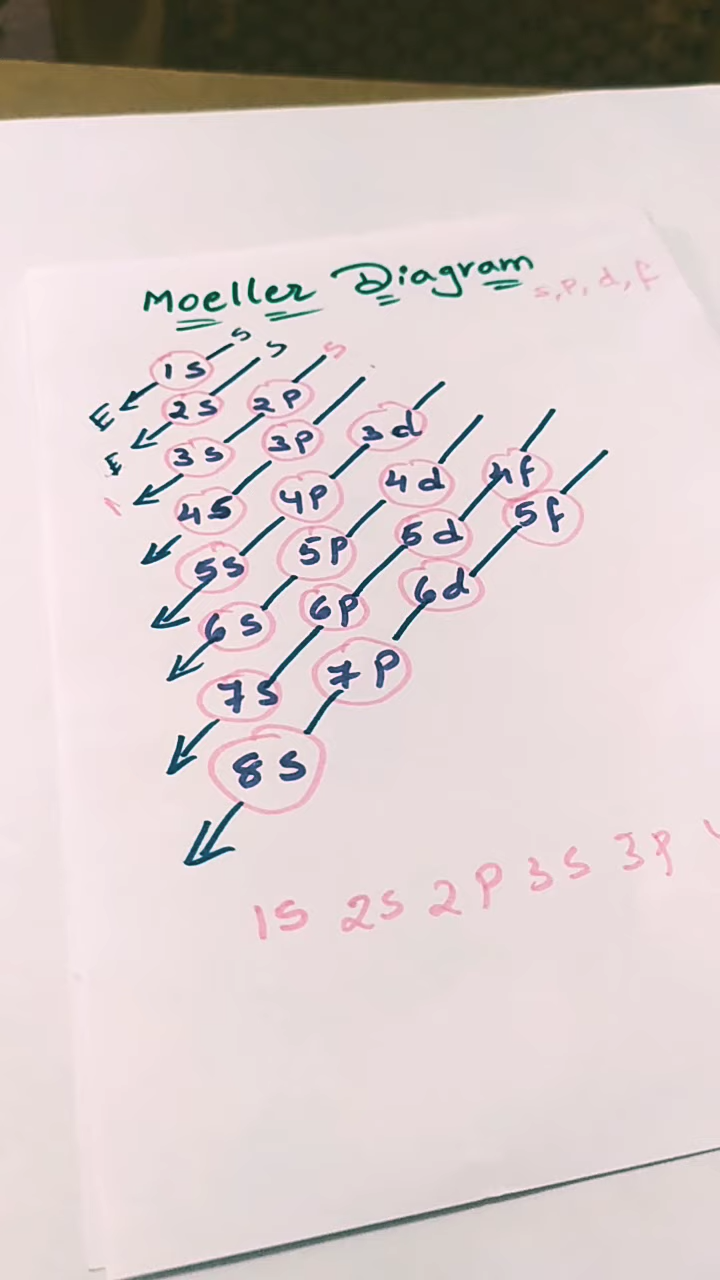 Moeller Diagram
s, p, d, f
s
s
s
1s
E
2s 2p
E
3s 3p 3d
4s 4p 4d 4f
5s 5p 5d 5f
6s 6p 6d
7s 7p
8s
1s 2s 2p 3s 3p